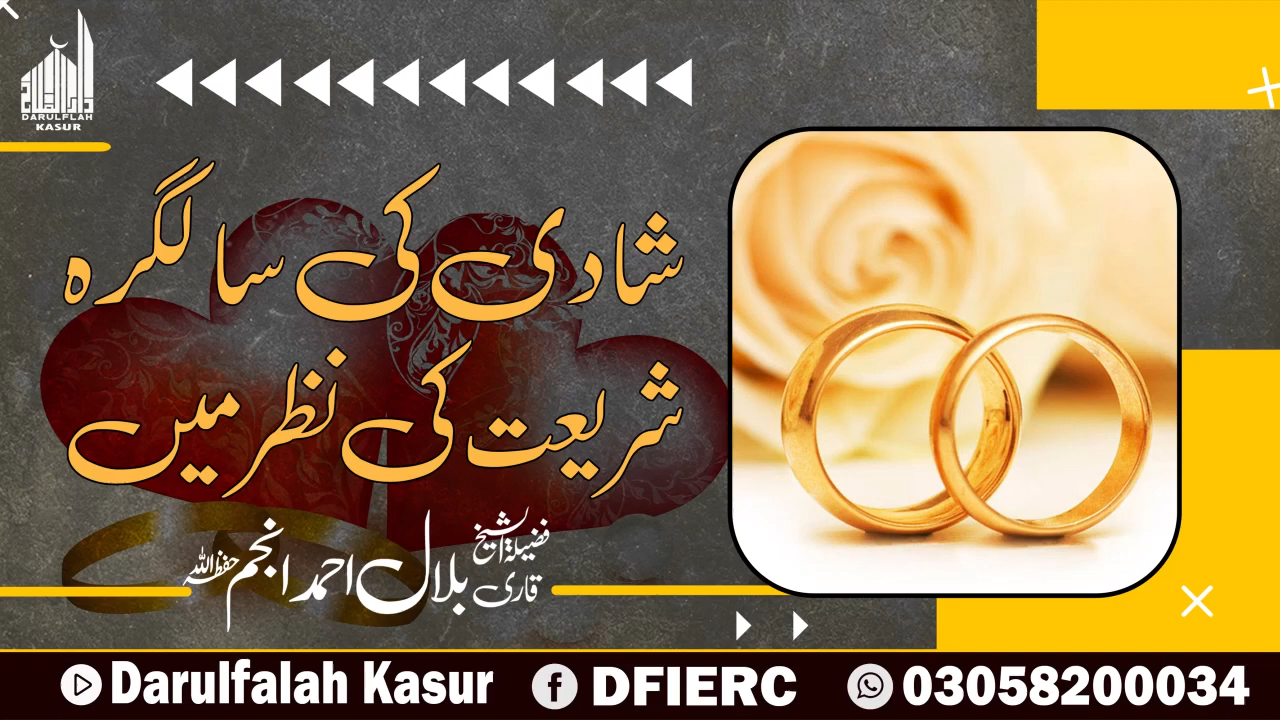 دارالفلاح
DARULFLAH
KASUR
شادی کی سالگرہ
شریعت کی نظر میں
فضیلۃ الشیخ
قاری بلال احمد انجم حفظہ اللہ
Darulfalah Kasur
DFIERC
03058200034